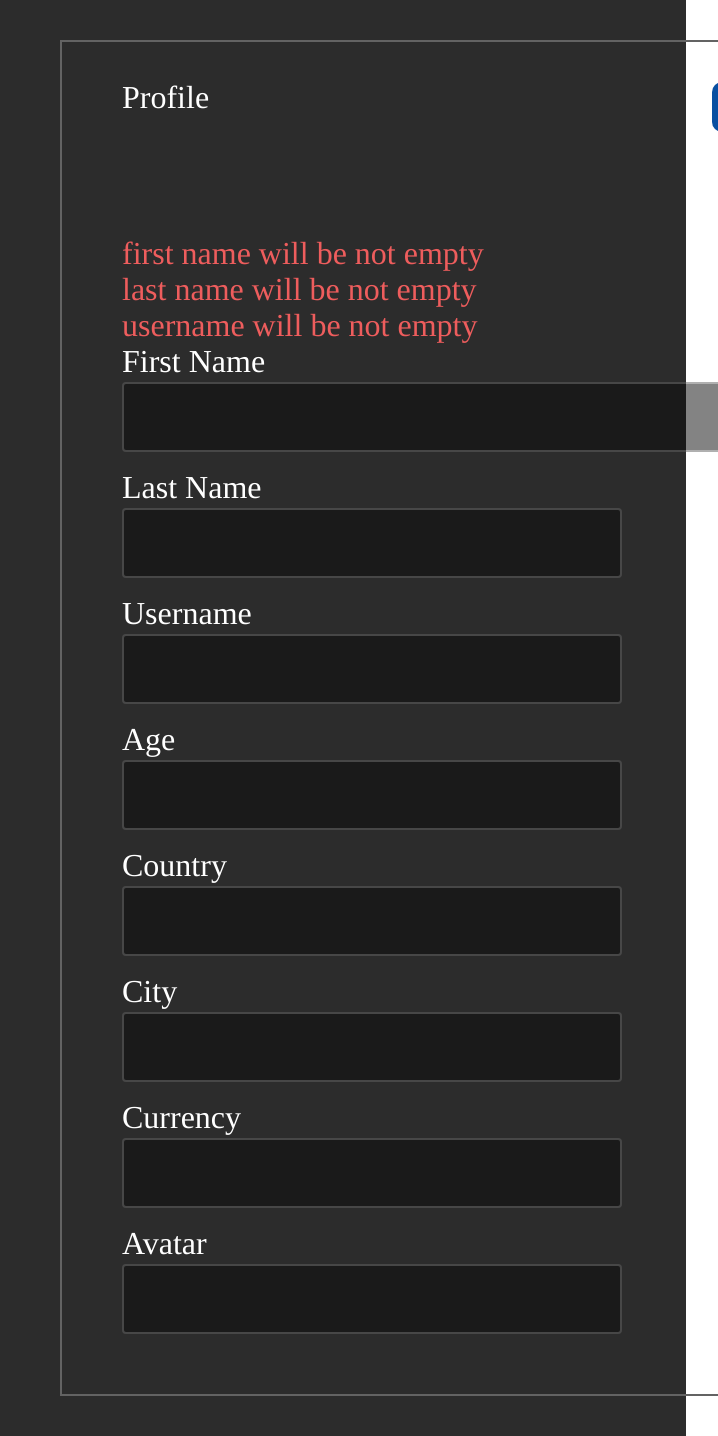 Profile
first name will be not empty
last name will be not empty
username will be not empty
First Name
Last Name
Username
Age
Country
City
Currency
Avatar